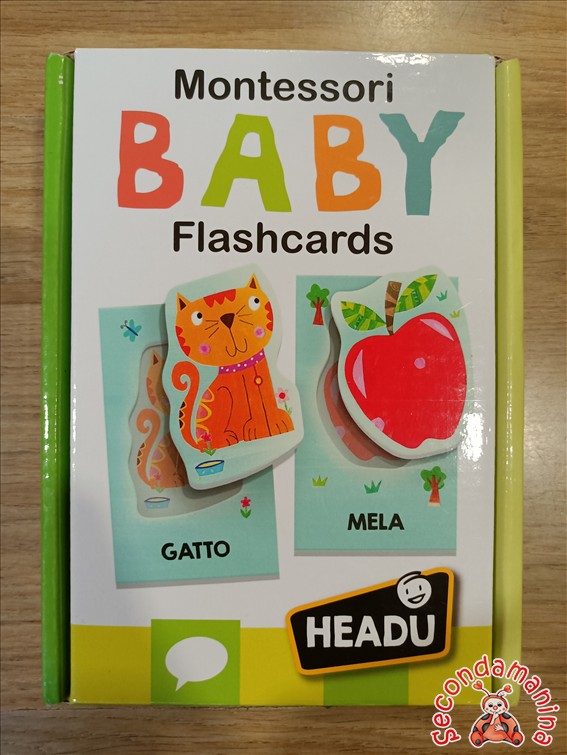 Montessori
BABY
Flashcards
GATTO
MELA
HEADU
secondamanina